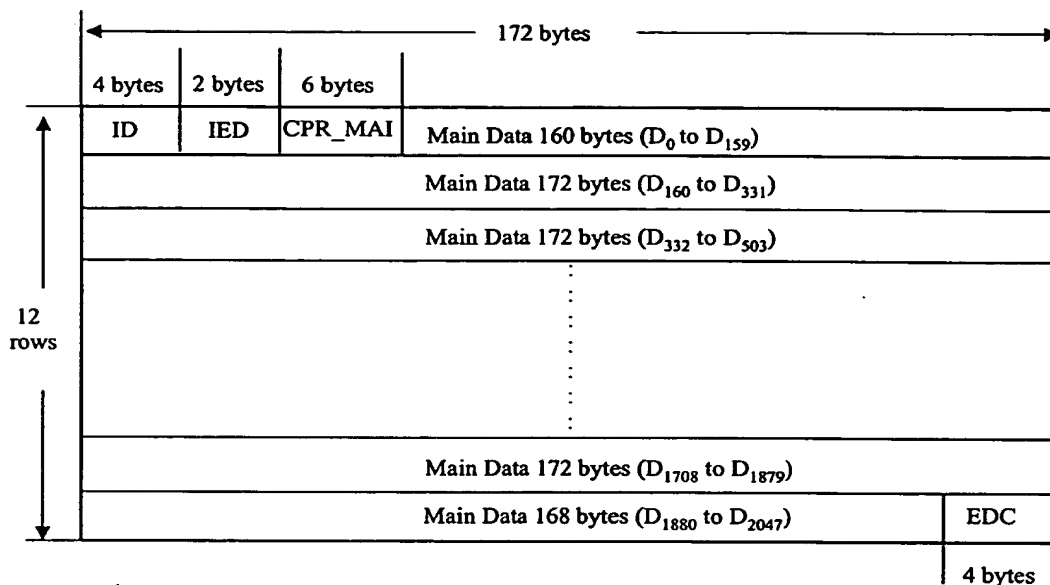 172 bytes
4 bytes 2 bytes 6 bytes
ID IED CPR_MAI Main Data 160 bytes (D0 to D159)
Main Data 172 bytes (D160 to D331)
Main Data 172 bytes (D332 to D503)
12
rows
Main Data 172 bytes (D1708 to D1879)
Main Data 168 bytes (D1880 to D2047) EDC
4 bytes